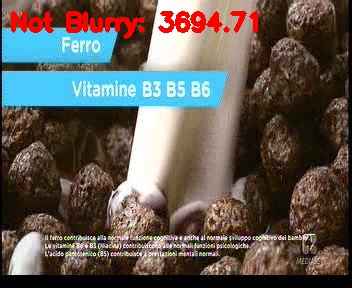 Not Blurry: 3694.71
Ferro
Vitamine B3 B5 B6
Il ferro contribuisce alla normale funzione cognitiva e anche al normale sviluppo cognitivo dei bambini.
Le vitamine B6 e B3 (Niacina) contribuiscono alle normali funzioni psicologiche.
L'acido pantotenico (B5) contribuisce a prestazioni mentali normali.
MEDIASET